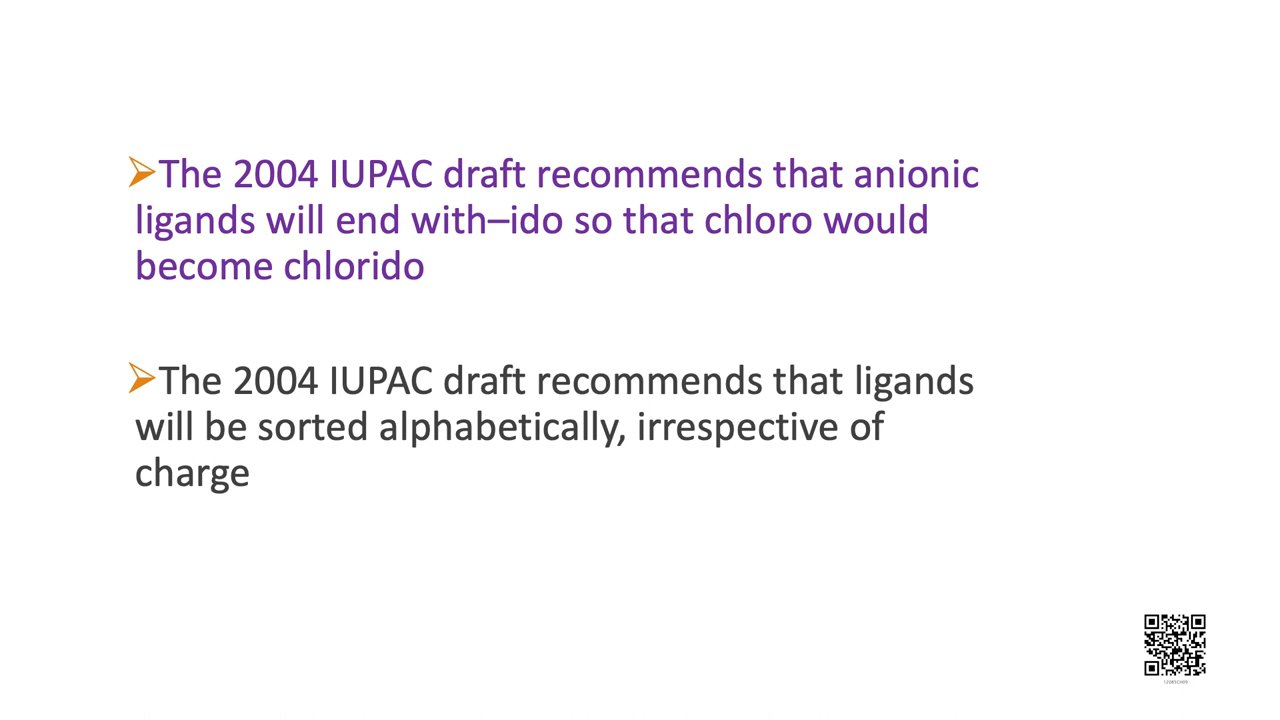 ➢The 2004 IUPAC draft recommends that anionic
ligands will end with–ido so that chloro would
become chlorido
➢The 2004 IUPAC draft recommends that ligands
will be sorted alphabetically, irrespective of
charge